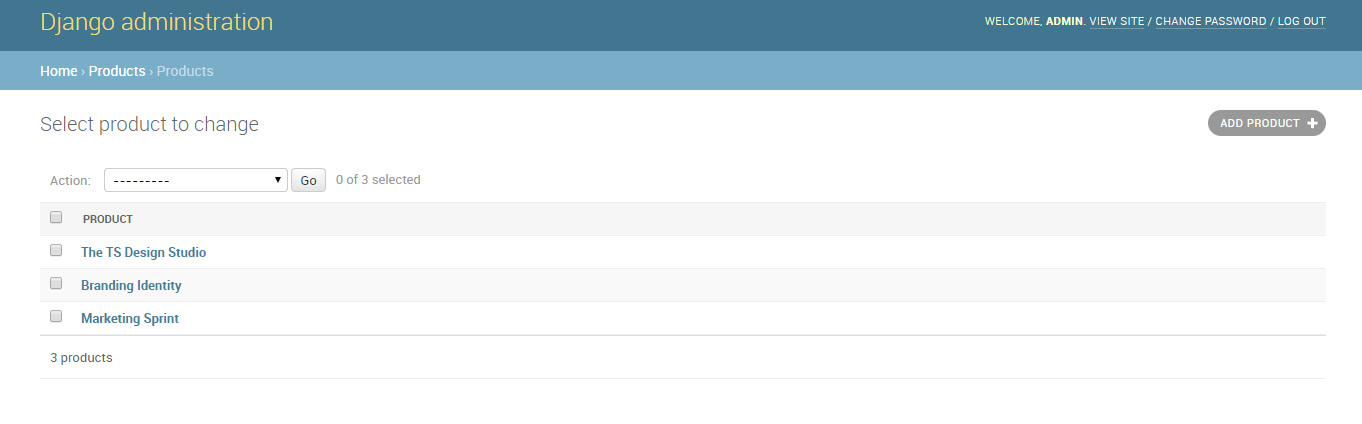 Django administration
WELCOME, ADMIN. VIEW SITE / CHANGE PASSWORD / LOG OUT
Home › Products › Products
Select product to change
ADD PRODUCT +
Action: --------- Go 0 of 3 selected
PRODUCT
The TS Design Studio
Branding Identity
Marketing Sprint
3 products